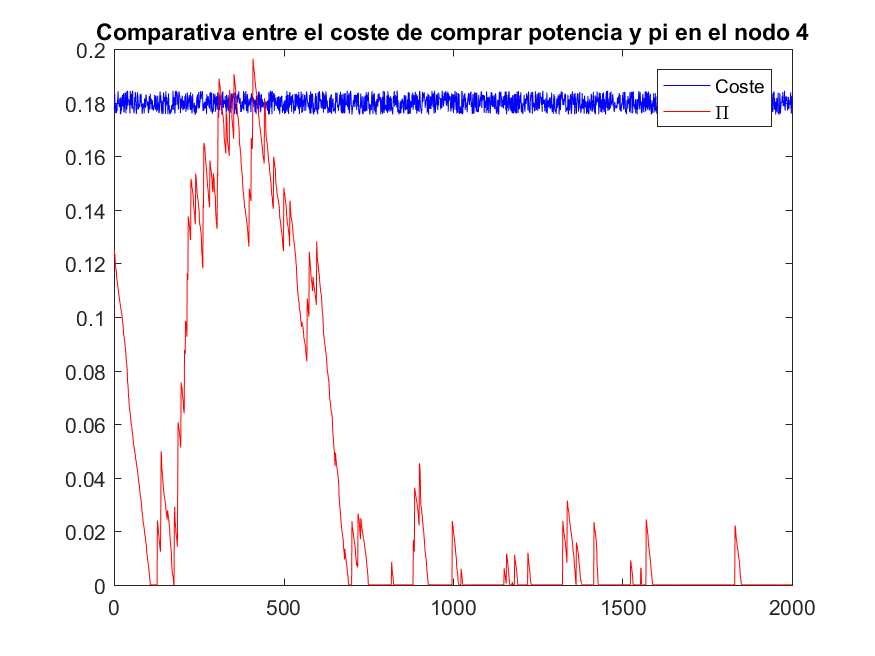 Comparativa entre el coste de comprar potencia y pi en el nodo 4
0.2
0.18
0.16
0.14
0.12
0.1
0.08
0.06
0.04
0.02
0
Coste
Π
0 500 1000 1500 2000